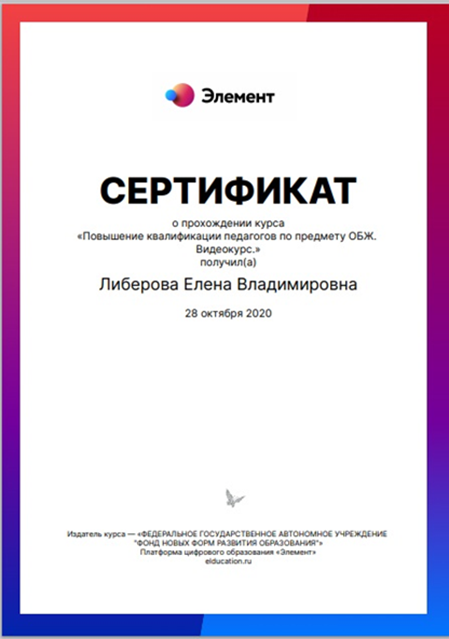 Элемент
СЕРТИФИКАТ
о прохождении курса
«Повышение квалификации педагогов по предмету ОБЖ.
Видеокурс.»
получил(а)
Либерова Елена Владимировна
28 октября 2020
Издатель курса — «ФЕДЕРАЛЬНОЕ ГОСУДАРСТВЕННОЕ АВТОНОМНОЕ УЧРЕЖДЕНИЕ
"ФОНД НОВЫХ ФОРМ РАЗВИТИЯ ОБРАЗОВАНИЯ"»
Платформа цифрового образования «Элемент»
elducation.ru